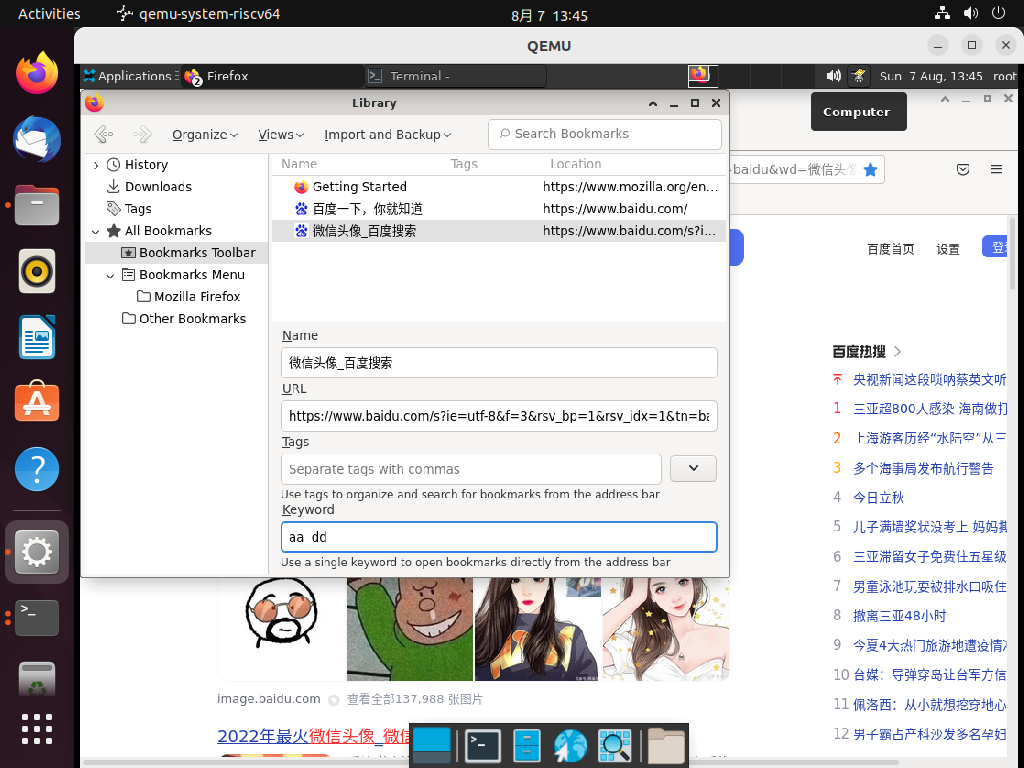 Activities qemu-system-riscv64 8月 7 13:45
QEMU
Applications Firefox Terminal - Sun 7 Aug, 13:45 root
Library
Computer
Organize Views Import and Backup Search Bookmarks
baidu&wd=微信头像
History
Downloads
Tags
All Bookmarks
Bookmarks Toolbar
Bookmarks Menu
Mozilla Firefox
Other Bookmarks
Name Tags Location
Getting Started https://www.mozilla.org/en...
百度一下，你就知道 https://www.baidu.com/
微信头像_百度搜索 https://www.baidu.com/s?i...
Name
微信头像_百度搜索
URL
https://www.baidu.com/s?ie=utf-8&f=3&rsv_bp=1&rsv_idx=1&tn=ba
Tags
Separate tags with commas
Use tags to organize and search for bookmarks from the address bar
Keyword
aa dd
Use a single keyword to open bookmarks directly from the address bar
百度首页 设置 登
百度热搜
央视新闻这段唢呐蔡英文听
1 三亚超800人感染 海南做打
2 上海游客历经“水陆空”从三
3 多个海事局发布航行警告
4 今日立秋
5 儿子满墙奖状没考上 妈妈撕
6 三亚滞留女子免费住五星级
7 男童泳池玩耍被排水口吸住
8 撤离三亚48小时
9 今夏4大热门旅游地遭疫情
10 台媒：导弹穿岛让台军方信
11 佩洛西：从小就想挖穿地心
12 男子霸占产科沙发多名孕妇
image.baidu.com 查看全部137,988 张图片
2022年最火微信头像_微信